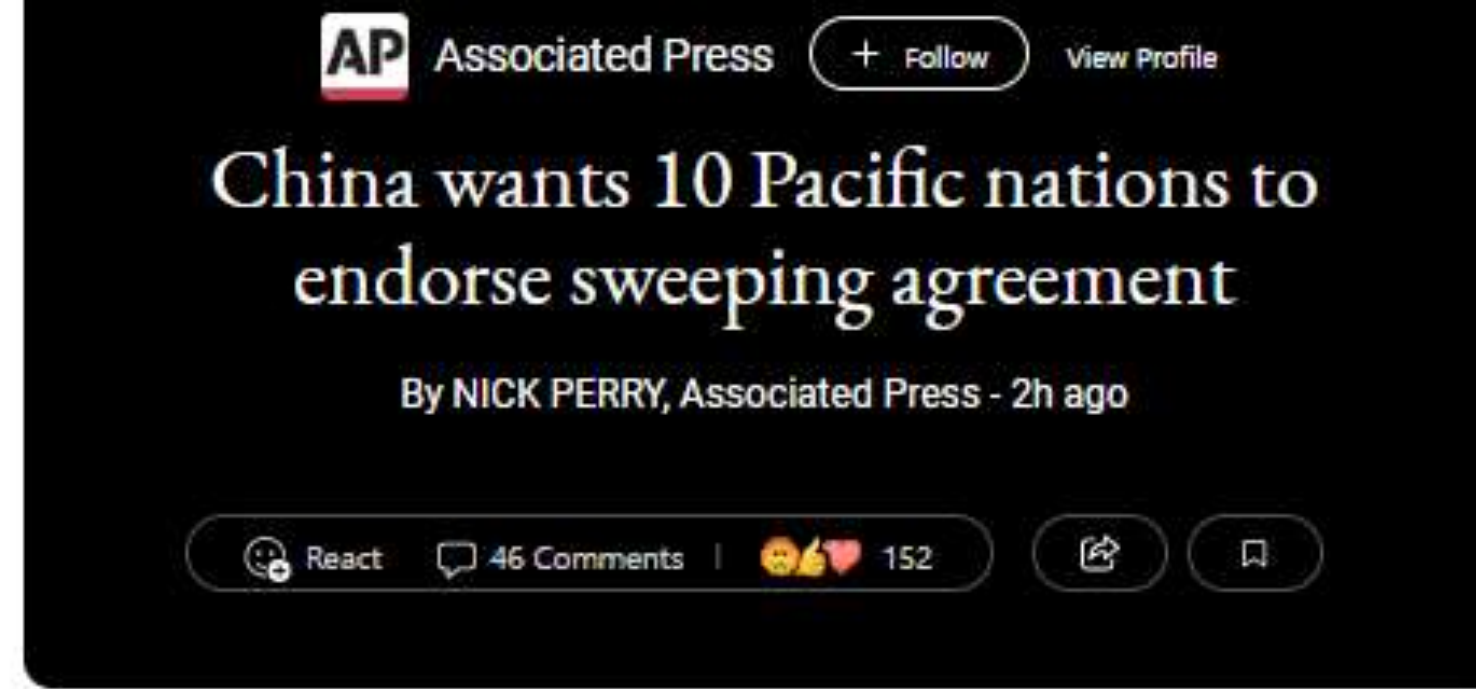 AP Associated Press + Follow View Profile
China wants 10 Pacific nations to
endorse sweeping agreement
By NICK PERRY, Associated Press - 2h ago
React 46 Comments | 152